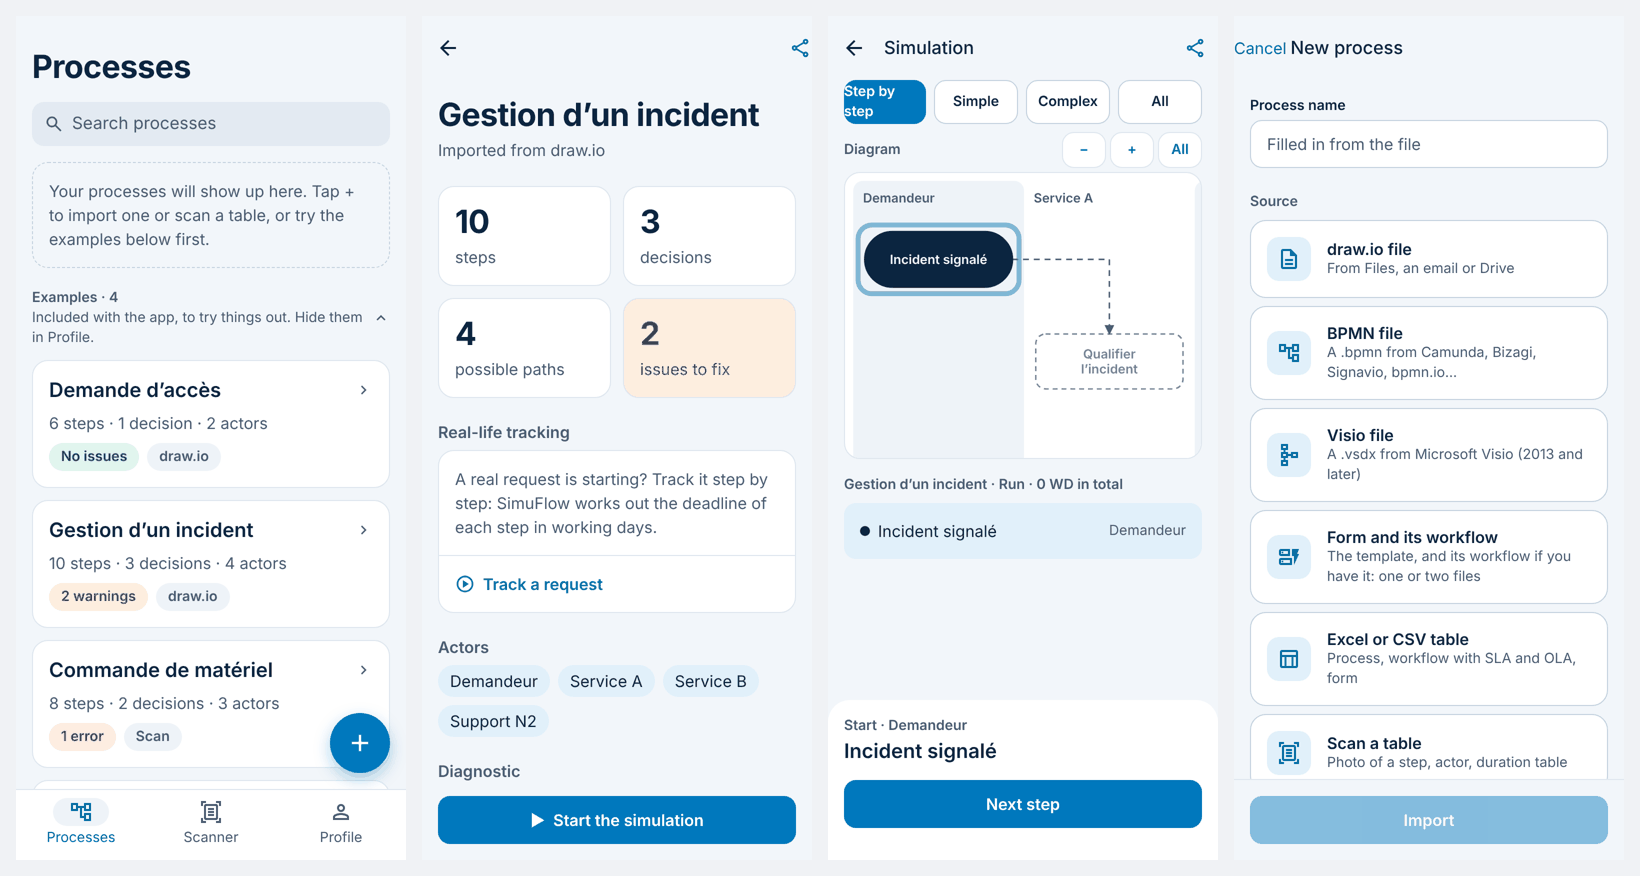 Processes
Search processes
Your processes will show up here. Tap +
to import one or scan a table, or try the
examples below first.
Examples · 4
Included with the app, to try things out. Hide them
in Profile.
Demande d’accès
6 steps · 1 decision · 2 actors
No issues
draw.io
Gestion d’un incident
10 steps · 3 decisions · 4 actors
2 warnings
draw.io
Commande de matériel
8 steps · 2 decisions · 3 actors
1 error
Scan
+
Processes
Scanner
Profile
Gestion d’un incident
Imported from draw.io
10
steps
3
decisions
4
possible paths
2
issues to fix
Real-life tracking
A real request is starting? Track it step by
step: SimuFlow works out the deadline of
each step in working days.
Track a request
Actors
Demandeur
Service A
Service B
Support N2
Diagnostic
Start the simulation
Simulation
Step by
step
Simple
Complex
All
Diagram
−
+
All
Demandeur
Service A
Incident signalé
Qualifier
l’incident
Gestion d’un incident · Run · 0 WD in total
Incident signalé
Demandeur
Start · Demandeur
Incident signalé
Next step
Cancel
New process
Process name
Filled in from the file
Source
draw.io file
From Files, an email or Drive
BPMN file
A .bpmn from Camunda, Bizagi,
Signavio, bpmn.io…
Visio file
A .vsdx from Microsoft Visio (2013 and
later)
Form and its workflow
The template, and its workflow if you
have it: one or two files
Excel or CSV table
Process, workflow with SLA and OLA,
form
Scan a table
Photo of a step, actor, duration table
Import